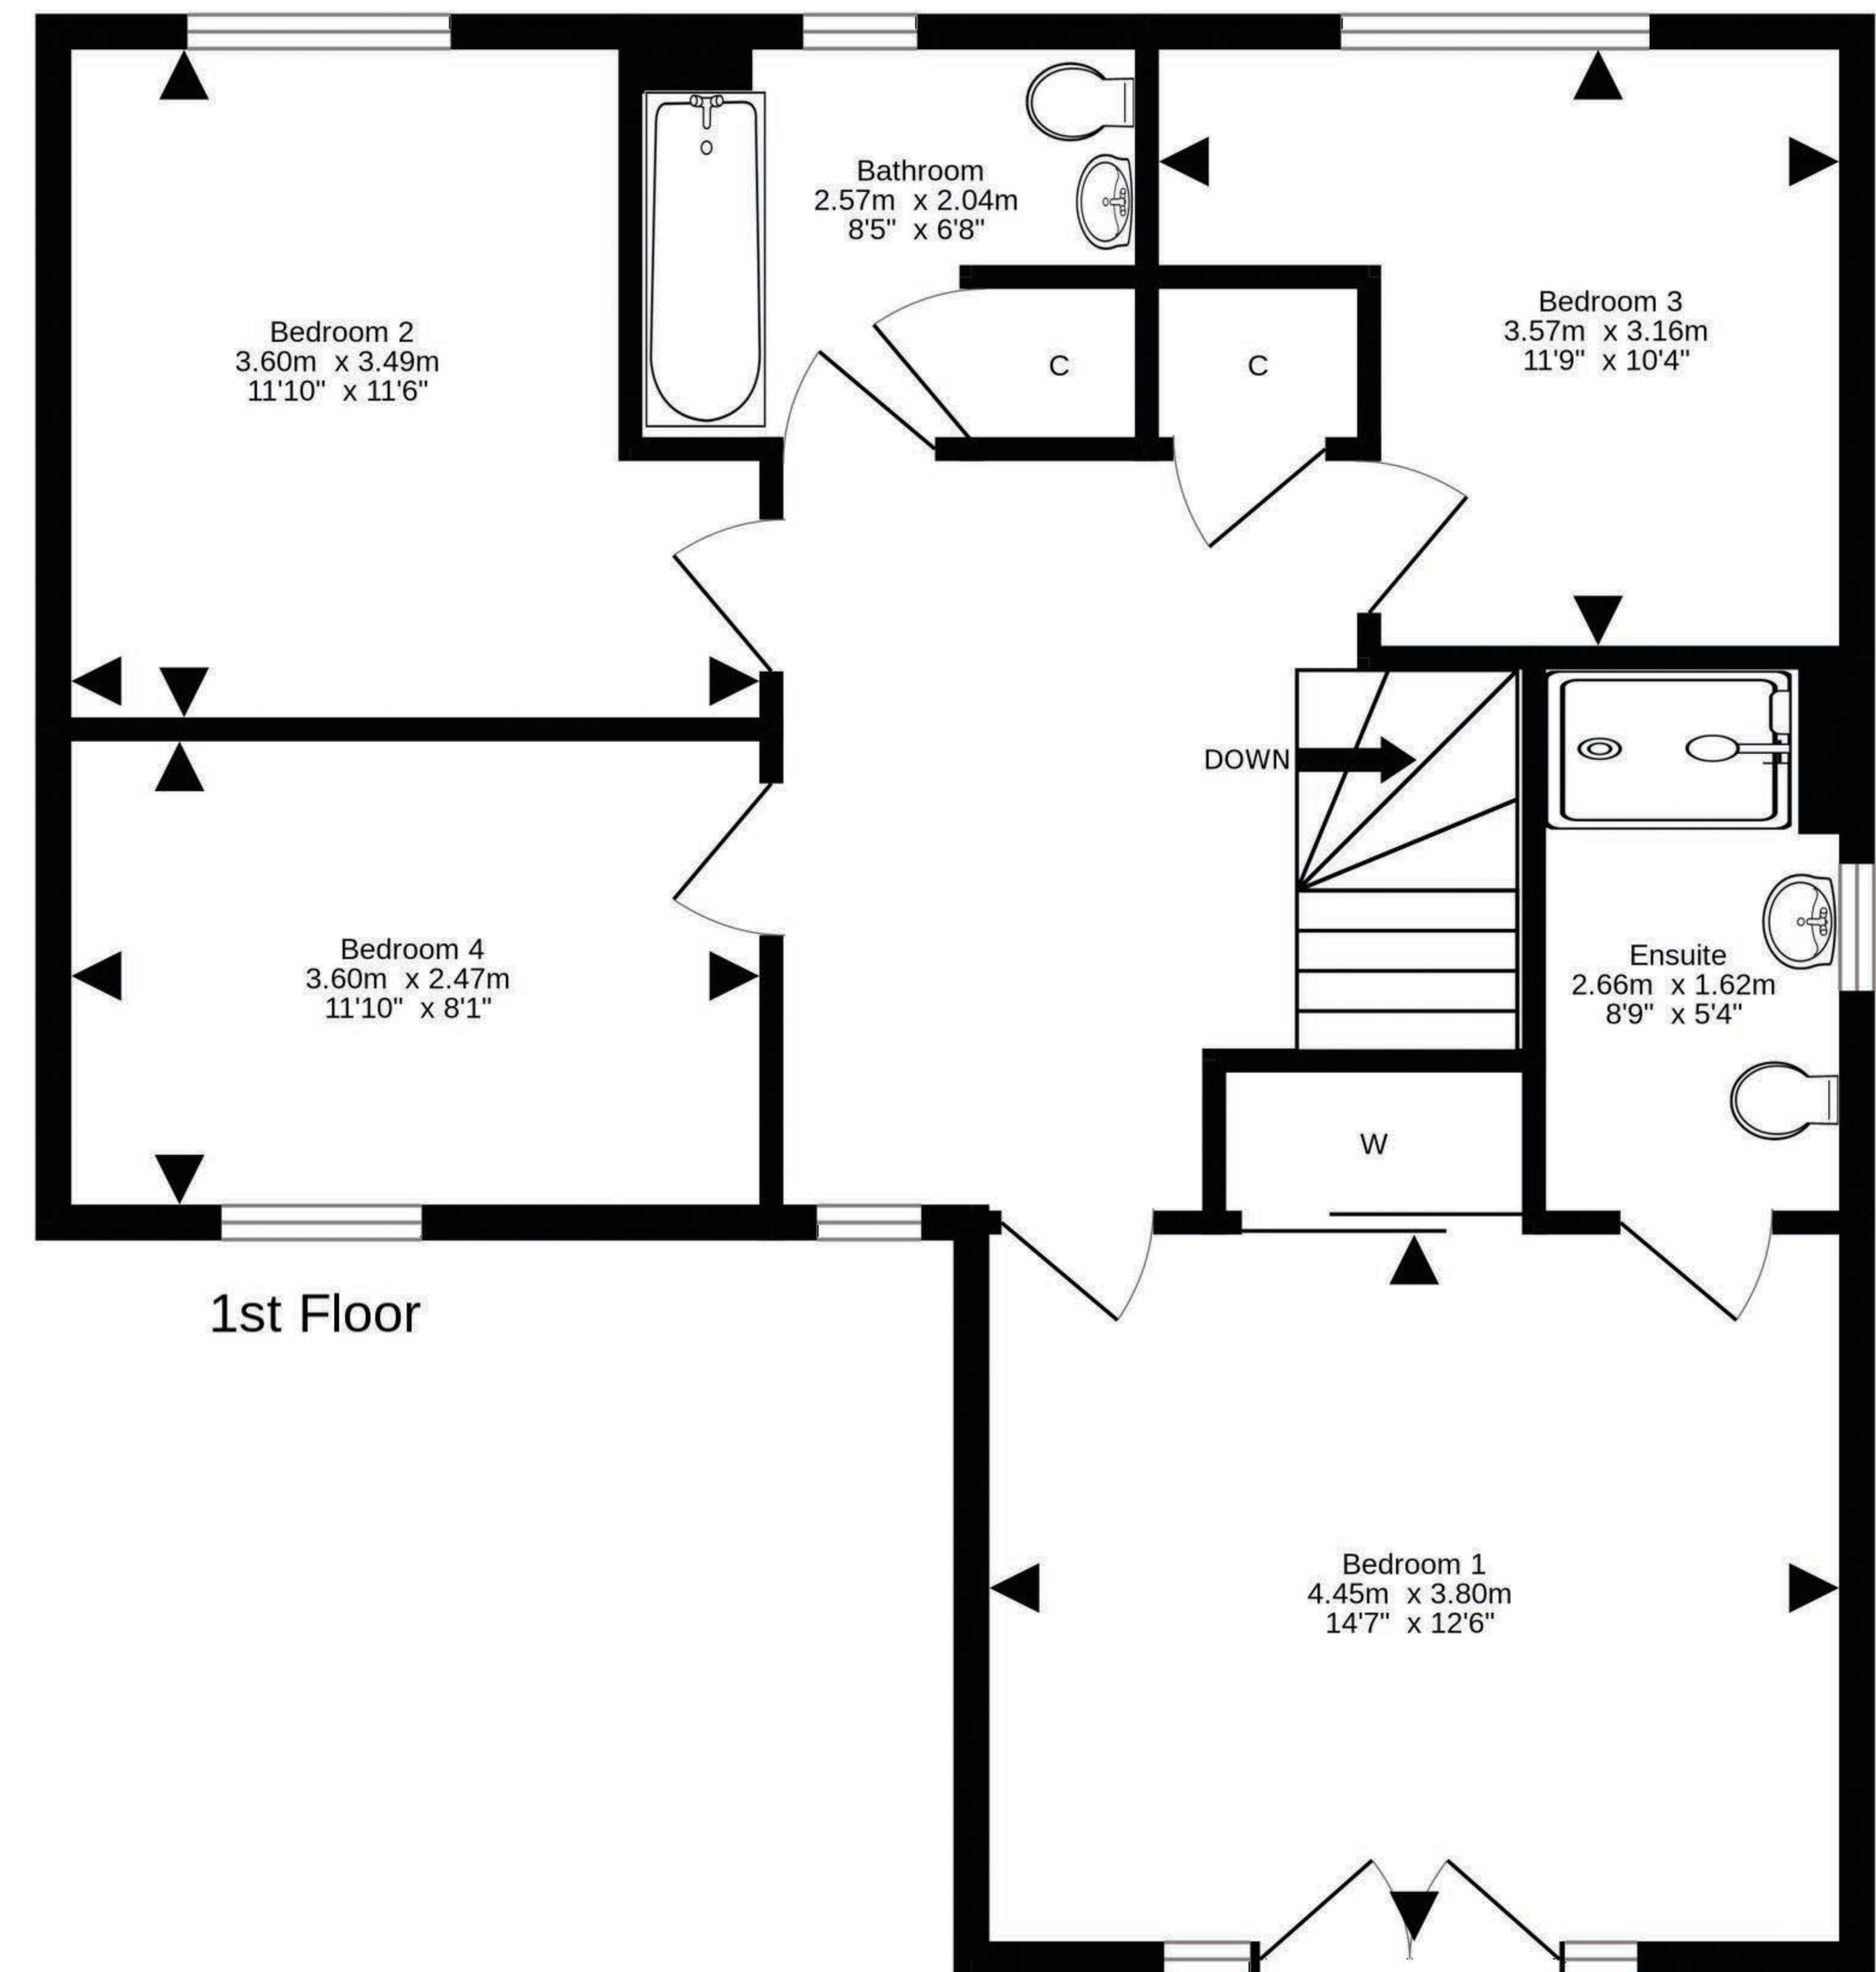 Bathroom
2.57m x 2.04m
8'5" x 6'8"
Bedroom 2
3.60m x 3.49m
11'10" x 11'6"
Bedroom 3
3.57m x 3.16m
11'9" x 10'4"
C
C
DOWN
Bedroom 4
3.60m x 2.47m
11'10" x 8'1"
Ensuite
2.66m x 1.62m
8'9" x 5'4"
W
1st Floor
Bedroom 1
4.45m x 3.80m
14'7" x 12'6"